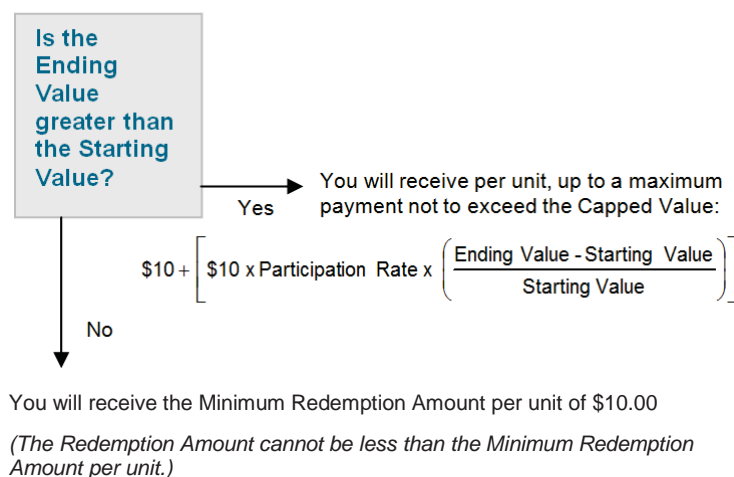 Is the
Ending
Value
greater than
the Starting
Value?
Yes
You will receive per unit, up to a maximum
payment not to exceed the Capped Value:
$10 + [ $10 x Participation Rate x ( Ending Value - Starting Value
Starting Value ) ]
No
You will receive the Minimum Redemption Amount per unit of $10.00
(The Redemption Amount cannot be less than the Minimum Redemption
Amount per unit.)